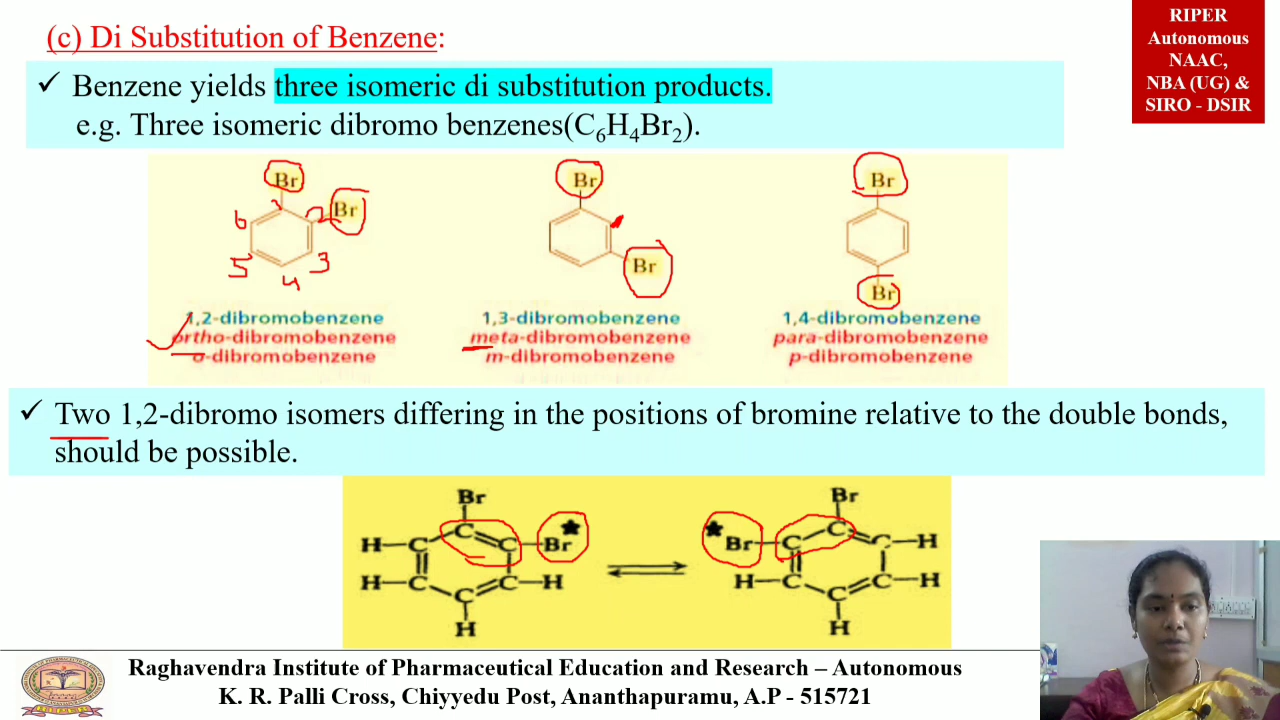 (c) Di Substitution of Benzene:
RIPER
Autonomous
NAAC,
NBA (UG) &
SIRO - DSIR
✓ Benzene yields three isomeric di substitution products.
e.g. Three isomeric dibromo benzenes(C₆H₄Br₂).
Br Br Br
Br
6
5 3
4
Br
Br
1,2-dibromobenzene 1,3-dibromobenzene 1,4-dibromobenzene
ortho-dibromobenzene meta-dibromobenzene para-dibromobenzene
o-dibromobenzene m-dibromobenzene p-dibromobenzene
✓ Two 1,2-dibromo isomers differing in the positions of bromine relative to the double bonds,
should be possible.
Br Br
C C
H C C Br★ ★Br C C H
H C C H H C C H
C C
H H
Raghavendra Institute of Pharmaceutical Education and Research – Autonomous
K. R. Palli Cross, Chiyyedu Post, Ananthapuramu, A.P - 515721